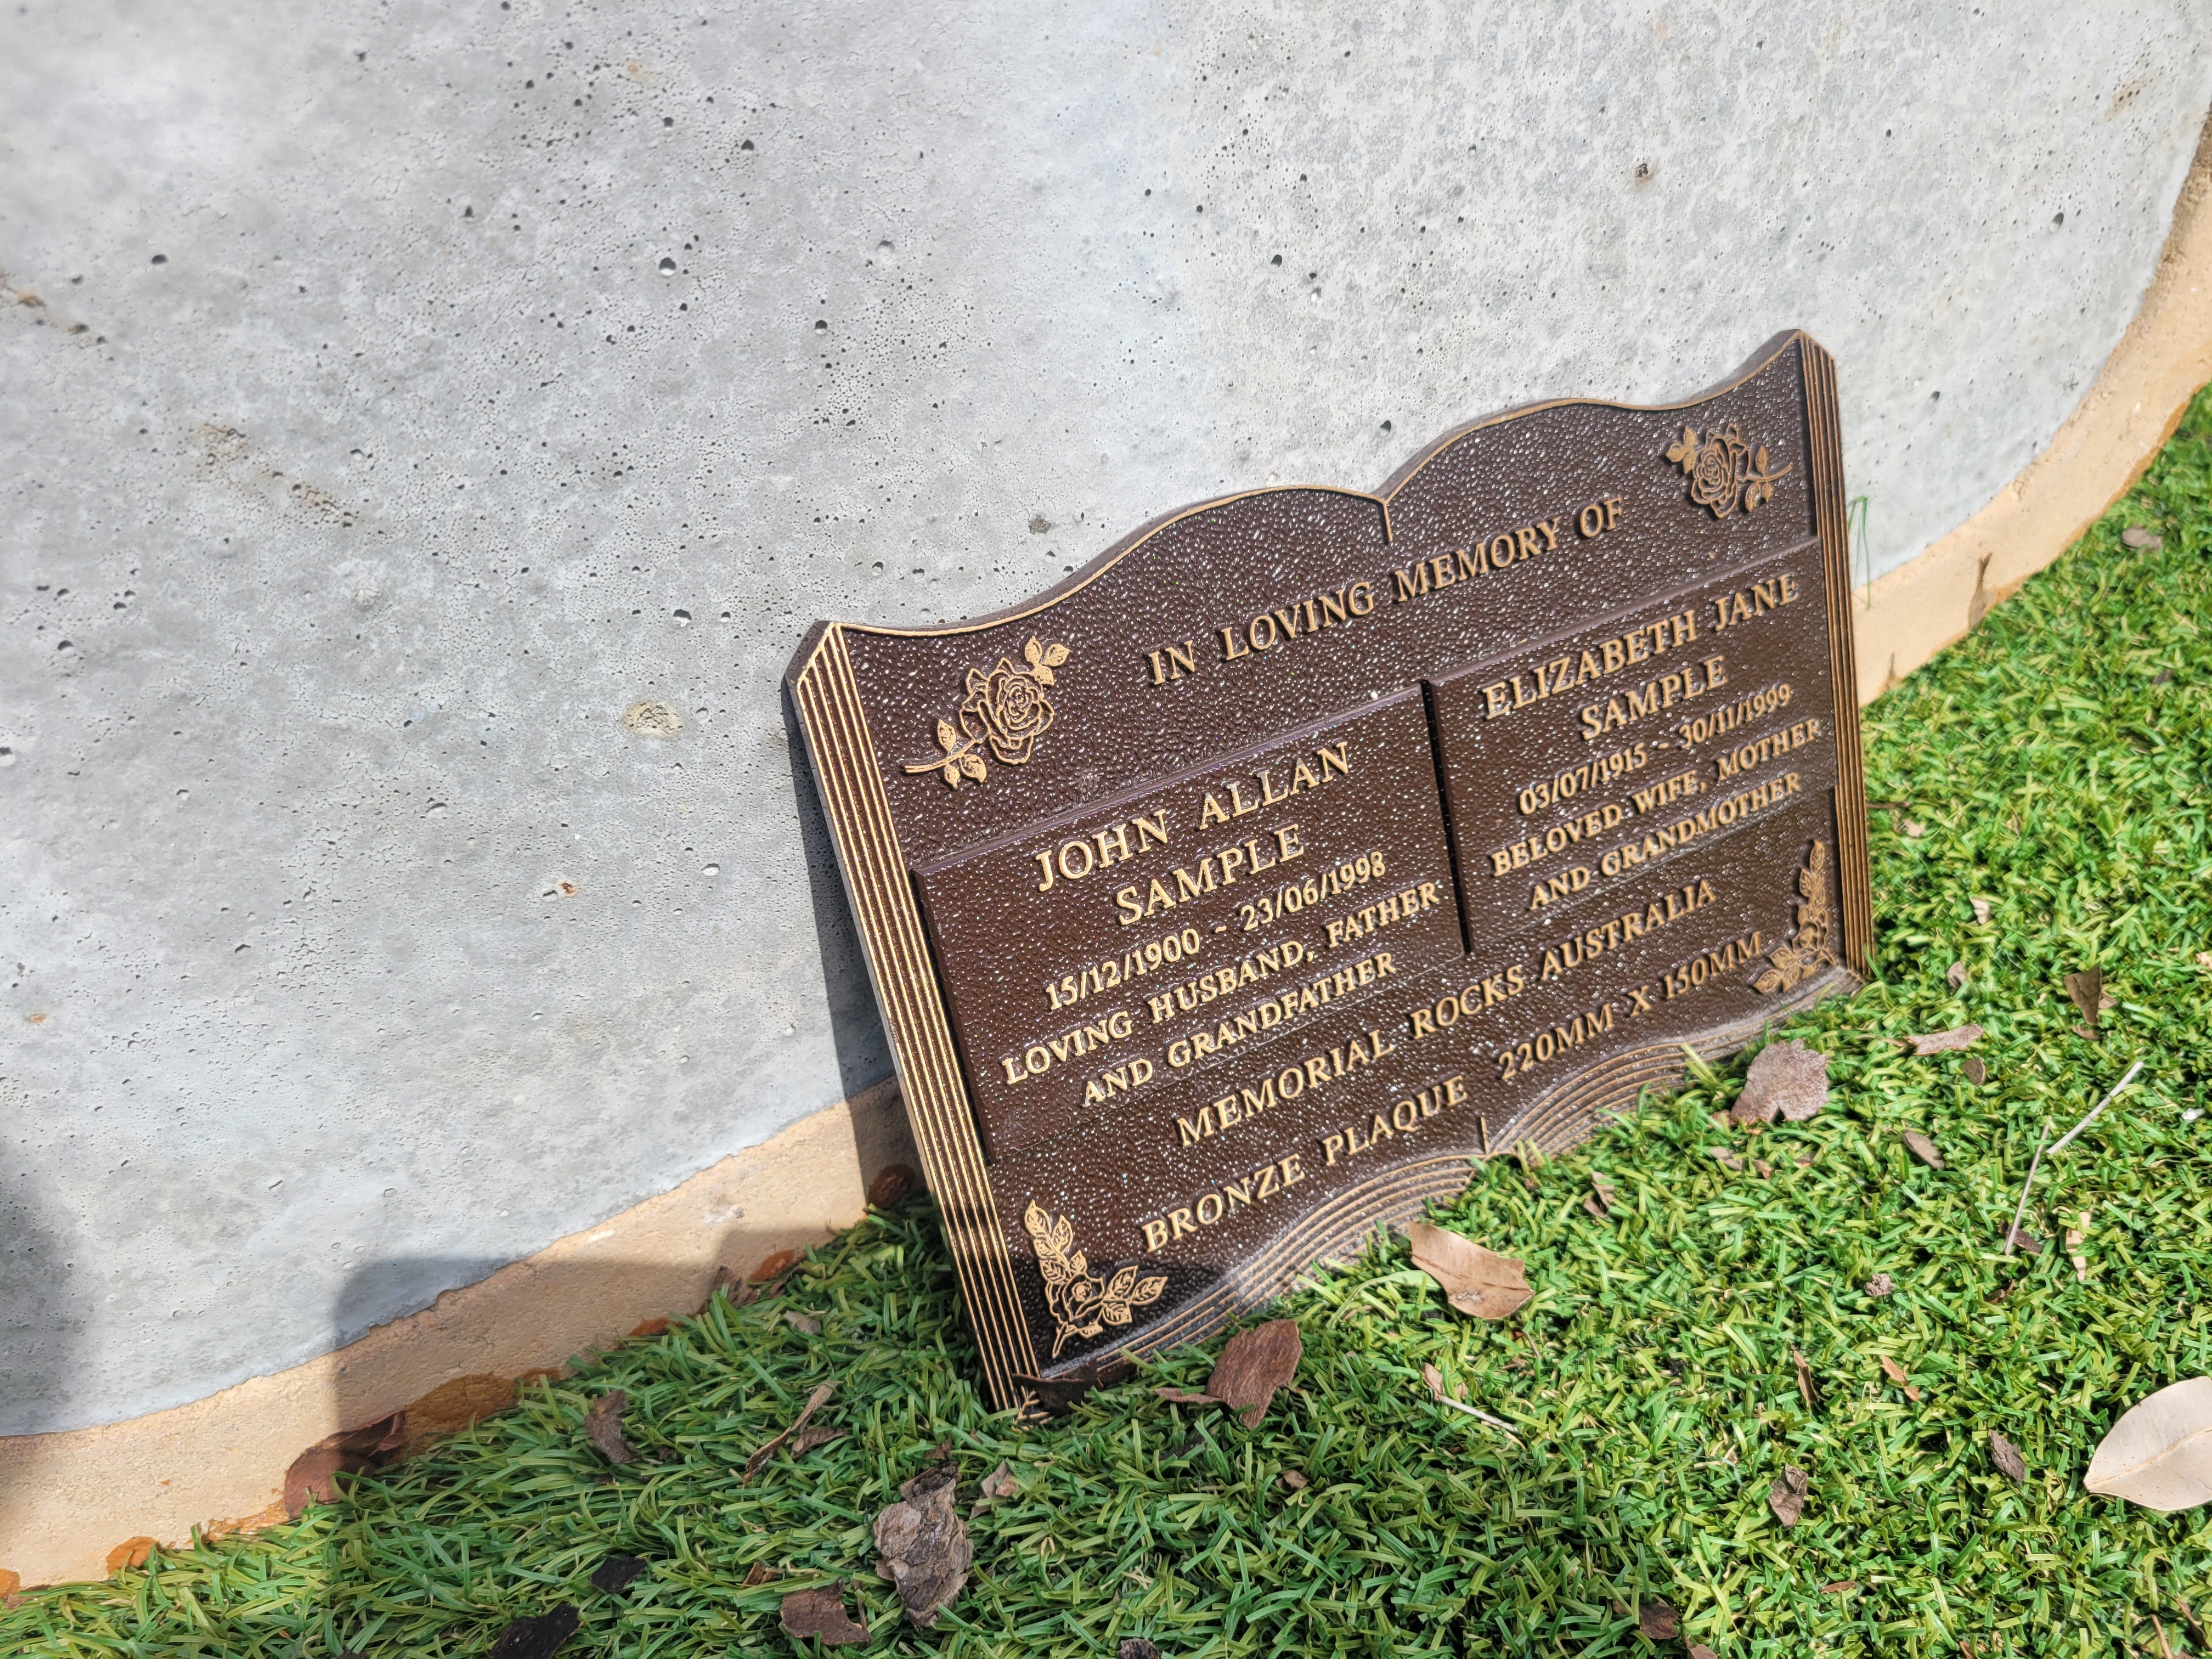 IN LOVING MEMORY OF
JOHN ALLAN
SAMPLE
15/12/1900 - 23/06/1998
LOVING HUSBAND, FATHER
AND GRANDFATHER
ELIZABETH JANE
SAMPLE
03/07/1915 - 30/11/1999
BELOVED WIFE, MOTHER
AND GRANDMOTHER
MEMORIAL ROCKS AUSTRALIA
BRONZE PLAQUE 220MM X 150MM